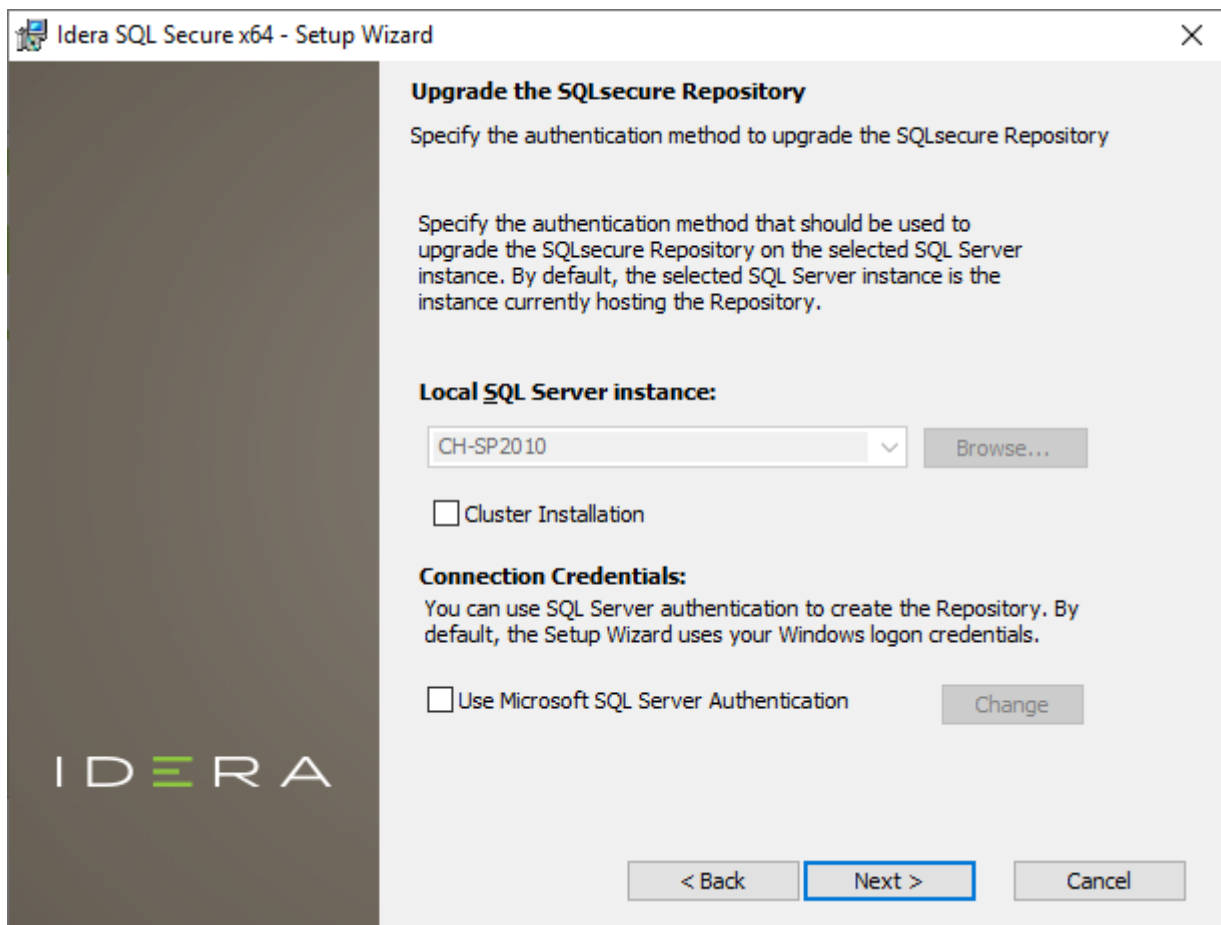 Idera SQL Secure x64 - Setup Wizard
Upgrade the SQLsecure Repository
Specify the authentication method to upgrade the SQLsecure Repository
Specify the authentication method that should be used to
upgrade the SQLsecure Repository on the selected SQL Server
instance. By default, the selected SQL Server instance is the
instance currently hosting the Repository.
Local SQL Server instance:
CH-SP2010
Browse...
Cluster Installation
Connection Credentials:
You can use SQL Server authentication to create the Repository. By
default, the Setup Wizard uses your Windows logon credentials.
Use Microsoft SQL Server Authentication
Change
IDERA
< Back
Next >
Cancel